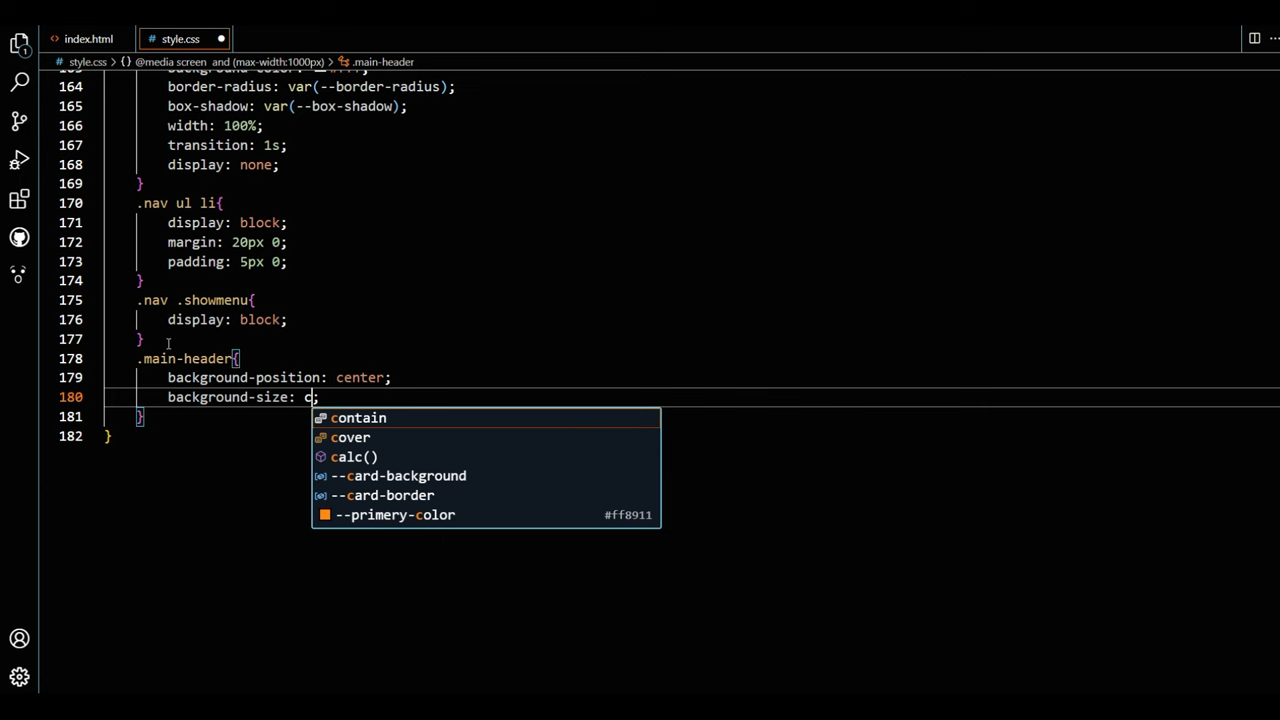 index.html
style.css
style.css > {} @media screen and (max-width:1000px) > .main-header
164 border-radius: var(--border-radius);
165 box-shadow: var(--box-shadow);
166 width: 100%;
167 transition: 1s;
168 display: none;
169 }
170 .nav ul li{
171 display: block;
172 margin: 20px 0;
173 padding: 5px 0;
174 }
175 .nav .showmenu{
176 display: block;
177 }
178 .main-header{
179 background-position: center;
180 background-size: c;
181 }
182 }
contain
cover
calc()
--card-background
--card-border
--primery-color #ff8911
1